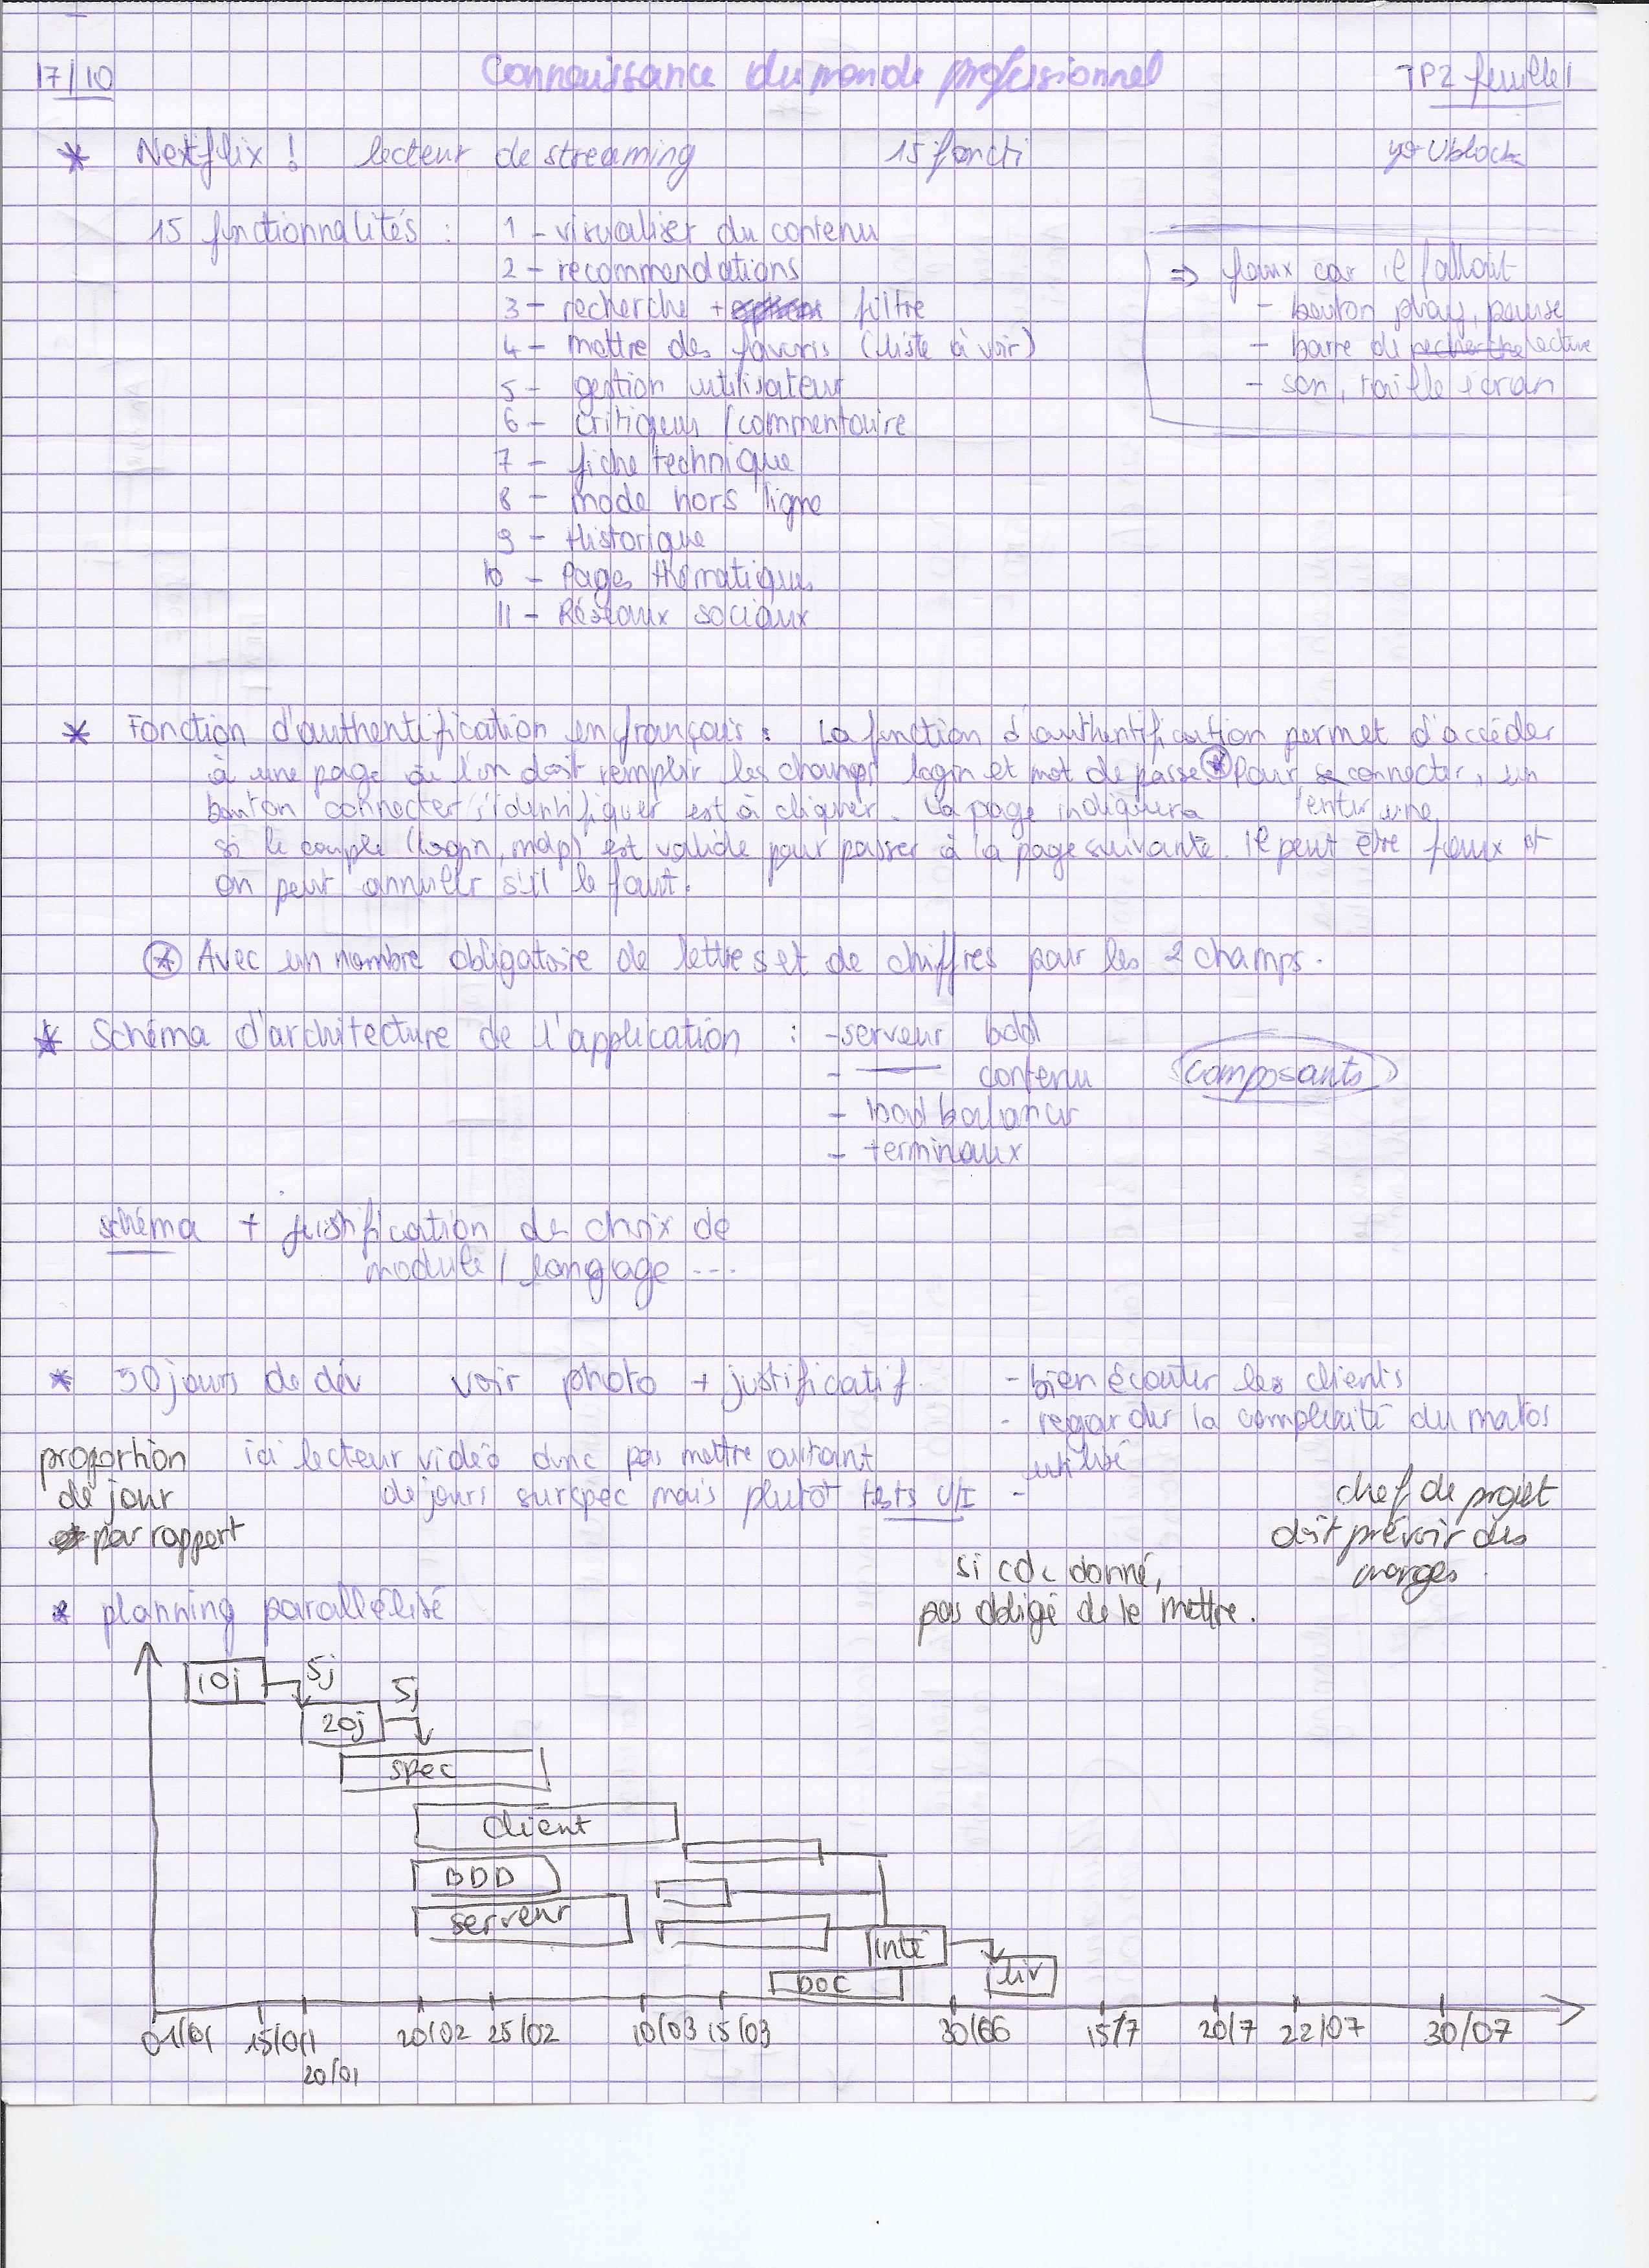 17/10 Connaissance du monde professionnel TP2 feuille 1
* Nextflix ! lecteur de streaming 15 foncti Ublock
15 functionnalités : 1 - visualiser du contenu
2 - recommendations
3 - recherche + filtre
4 - mettre des favoris (liste à voir)
5 - gestion utilisateur
6 - critiques / commentaire
7 - fiche technique
8 - mode hors ligne
9 - Historique
10 - Pages thématiques
11 - Réseaux sociaux
⇒ faux car il fallait
- bouton play, pause
- barre de recherche lecture
- son, taille écran
* Fonction d'authentification en français : La fonction d'authentification permet d'accéder
à une page où l'on doit remplir les champs login et mot de passe.* Pour se connecter, un
bouton connecter/s'identifiquer est à cliquer. La page indiquera
si le couple (login, mdp) est valide pour passer à la page suivante. Il peut être faux et
on peut annuler s'il le faut.
* Avec un nombre obligatoire de lettres et de chiffres pour les 2 champs.
* Schéma d'architecture de l'application : - serveur bdd
- —— contenu
- load balancer
- terminaux
composants
schéma + justification de choix de
module / langage ...
* 50 jours de dév voir photo + justificatif
- bien écouter les clients
- regarder la complexité du matos
utilisé
-
proportion
de jour
par rapport
ici lecteur vidéo donc pas mettre autant
de jours sur spec mais plutôt tests U/I
chef de projet
doit prévoir des
marges.
si cdc donné,
pas obligé de le mettre.
* planning parallélisé
10j 5j
20j 5j
spec
client
BDD
serveur
inté
liv
DOC
01/01 15/01 20/01 20/02 25/02 10/03 15/03 30/06 15/7 20/7 22/07 30/07